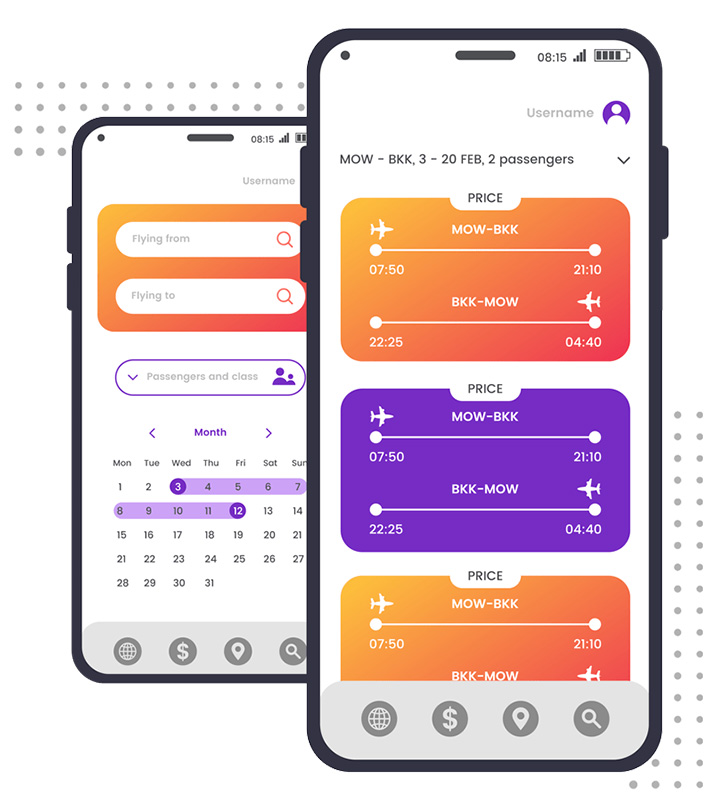 08:15
Username
Flying from
Flying to
Passengers and class
Month
Mon Tue Wed Thu Fri Sat Sun
1 2 3 4 5 6 7
8 9 10 11 12 13 14
15 16 17 18 19 20 21
21 22 23 24 25 26 27
28 29 30 31
$
08:15
Username
MOW - BKK, 3 - 20 FEB, 2 passengers
PRICE
MOW-BKK
07:50 21:10
BKK-MOW
22:25 04:40
PRICE
MOW-BKK
07:50 21:10
BKK-MOW
22:25 04:40
PRICE
MOW-BKK
07:50 21:10
BKK-MOW
$